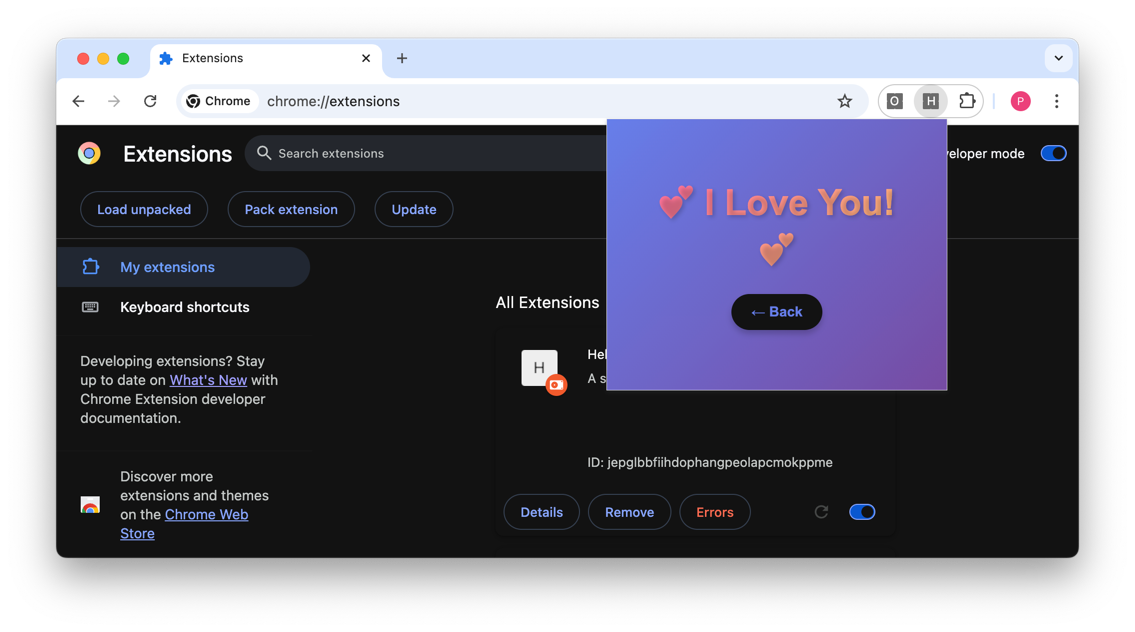 Extensions
Chrome
chrome://extensions
O
H
P
Extensions
Search extensions
Load unpacked
Pack extension
Update
My extensions
Keyboard shortcuts
Developing extensions? Stay
up to date on What's New with
Chrome Extension developer
documentation.
Discover more
extensions and themes
on the Chrome Web
Store
All Extensions
H
A
ID: jepglbbfiihdophangpeolapcmokppme
Details
Remove
Errors
💕 I Love You!
💕
← Back
mode